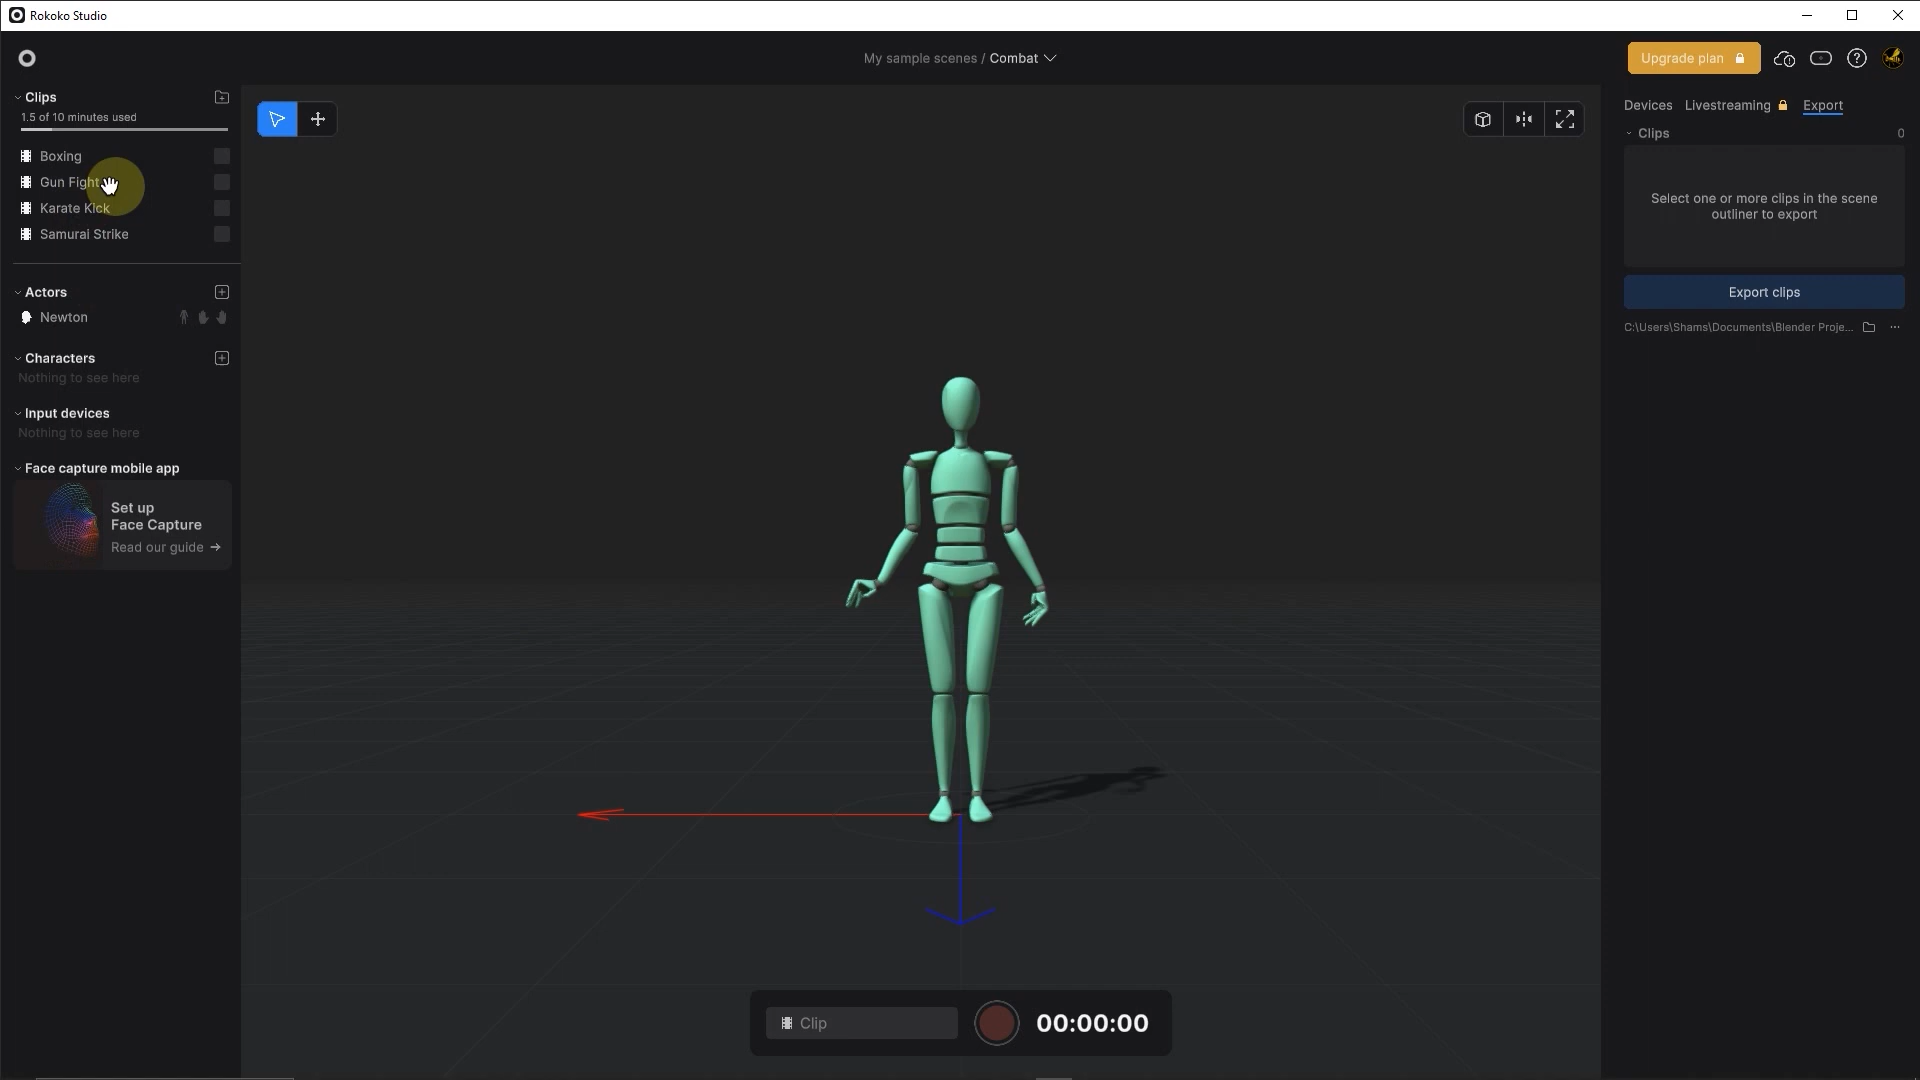 Rokoko Studio
My sample scenes / Combat
Upgrade plan
Clips
1.5 of 10 minutes used
Boxing
Gun Fight
Karate Kick
Samurai Strike
Actors
Newton
Characters
Nothing to see here
Input devices
Nothing to see here
Face capture mobile app
Set up
Face Capture
Read our guide →
Clip
00:00:00
Devices Livestreaming Export
Clips 0
Select one or more clips in the scene
outliner to export
Export clips
C:\Users\Shams\Documents\Blender Proje...